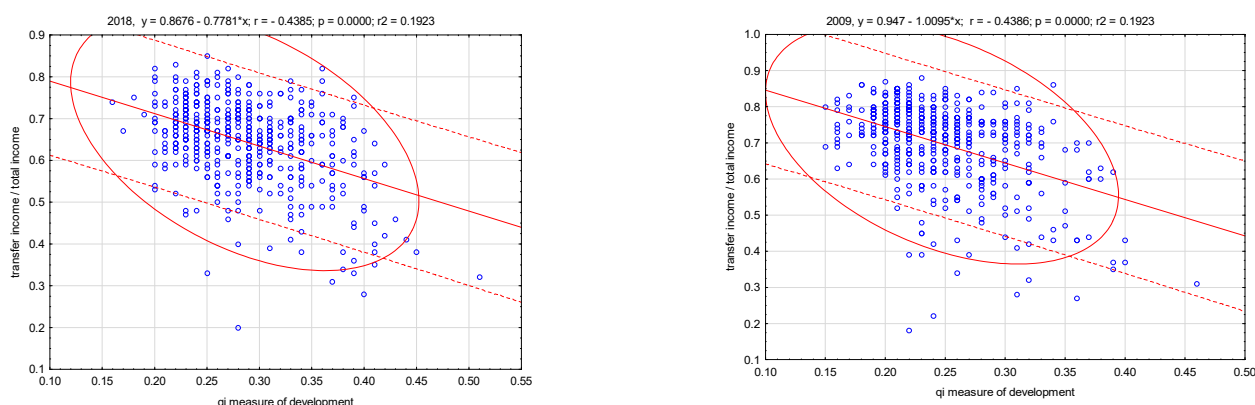 2018, y = 0.8676 - 0.7781*x; r = - 0.4385; p = 0.0000; r2 = 0.1923
0.9
0.8
0.7
0.6
0.5
0.4
0.3
0.2
0.1
transfer income / total income
0.10 0.15 0.20 0.25 0.30 0.35 0.40 0.45 0.50 0.55
qi measure of development
2009, y = 0.947 - 1.0095*x; r = -0.4386; p = 0.0000; r2 = 0.1923
1.0
0.9
0.8
0.7
0.6
0.5
0.4
0.3
0.2
0.1
transfer income / total income
0.10 0.15 0.20 0.25 0.30 0.35 0.40 0.45 0.50
qi measure of development